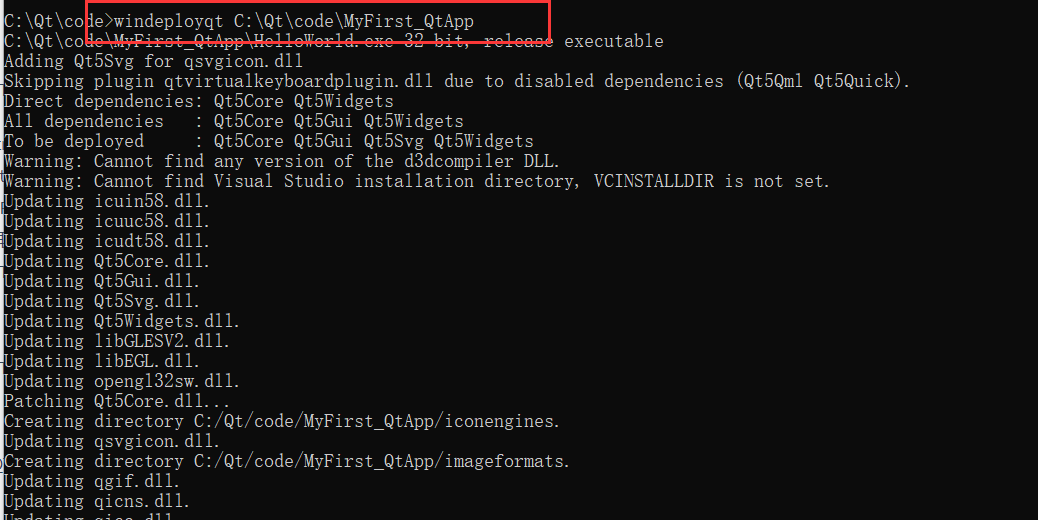 C:\Qt\code>windeployqt C:\Qt\code\MyFirst_QtApp
C:\Qt\code\MyFirst_QtApp\HelloWorld.exe 32 bit, release executable
Adding Qt5Svg for qsvgicon.dll
Skipping plugin qtvirtualkeyboardplugin.dll due to disabled dependencies (Qt5Qml Qt5Quick).
Direct dependencies: Qt5Core Qt5Widgets
All dependencies   : Qt5Core Qt5Gui Qt5Widgets
To be deployed     : Qt5Core Qt5Gui Qt5Svg Qt5Widgets
Warning: Cannot find any version of the d3dcompiler DLL.
Warning: Cannot find Visual Studio installation directory, VCINSTALLDIR is not set.
Updating icuin58.dll.
Updating icuuc58.dll.
Updating icudt58.dll.
Updating Qt5Core.dll.
Updating Qt5Gui.dll.
Updating Qt5Svg.dll.
Updating Qt5Widgets.dll.
Updating libGLESV2.dll.
Updating libEGL.dll.
Updating opengl32sw.dll.
Patching Qt5Core.dll...
Creating directory C:/Qt/code/MyFirst_QtApp/iconengines.
Updating qsvgicon.dll.
Creating directory C:/Qt/code/MyFirst_QtApp/imageformats.
Updating qgif.dll.
Updating qicns.dll.
Updating qico.dll